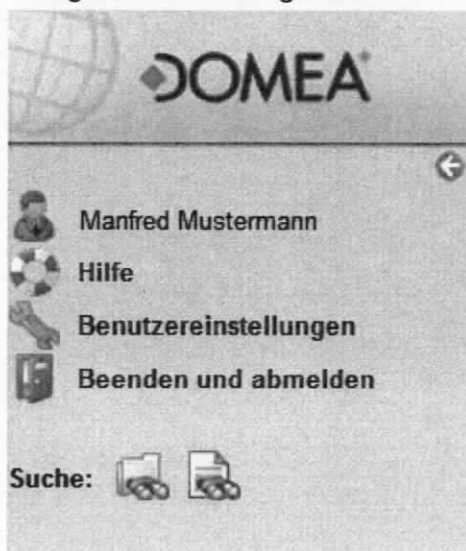 DOMEA
Manfred Mustermann
Hilfe
Benutzereinstellungen
Beenden und abmelden
Suche: